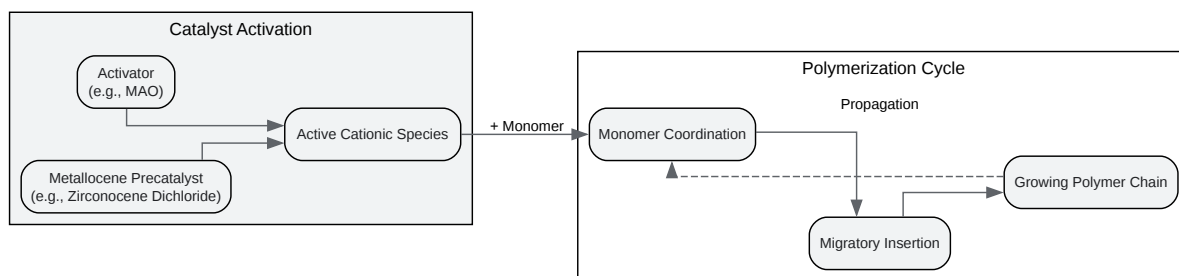 Catalyst Activation
Activator
(e.g., MAO)
Active Cationic Species
Metallocene Precatalyst
(e.g., Zirconocene Dichloride)
+ Monomer
Polymerization Cycle
Propagation
Monomer Coordination
Growing Polymer Chain
Migratory Insertion